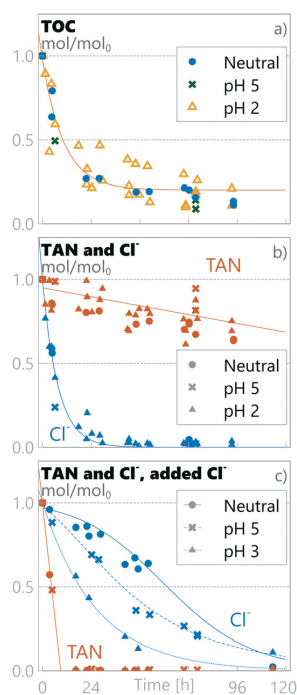 TOC a)
mol/mol₀
1.0
Neutral
pH 5
pH 2
0.5
0.0
TAN and Cl⁻ b)
mol/mol₀
TAN
1.0
Neutral
pH 5
pH 2
0.5
Cl⁻
0.0
TAN and Cl⁻, added Cl⁻ c)
mol/mol₀
1.0
Neutral
pH 5
pH 3
0.5
Cl⁻
TAN
0.0
0 24 Time [h] 72 96 120